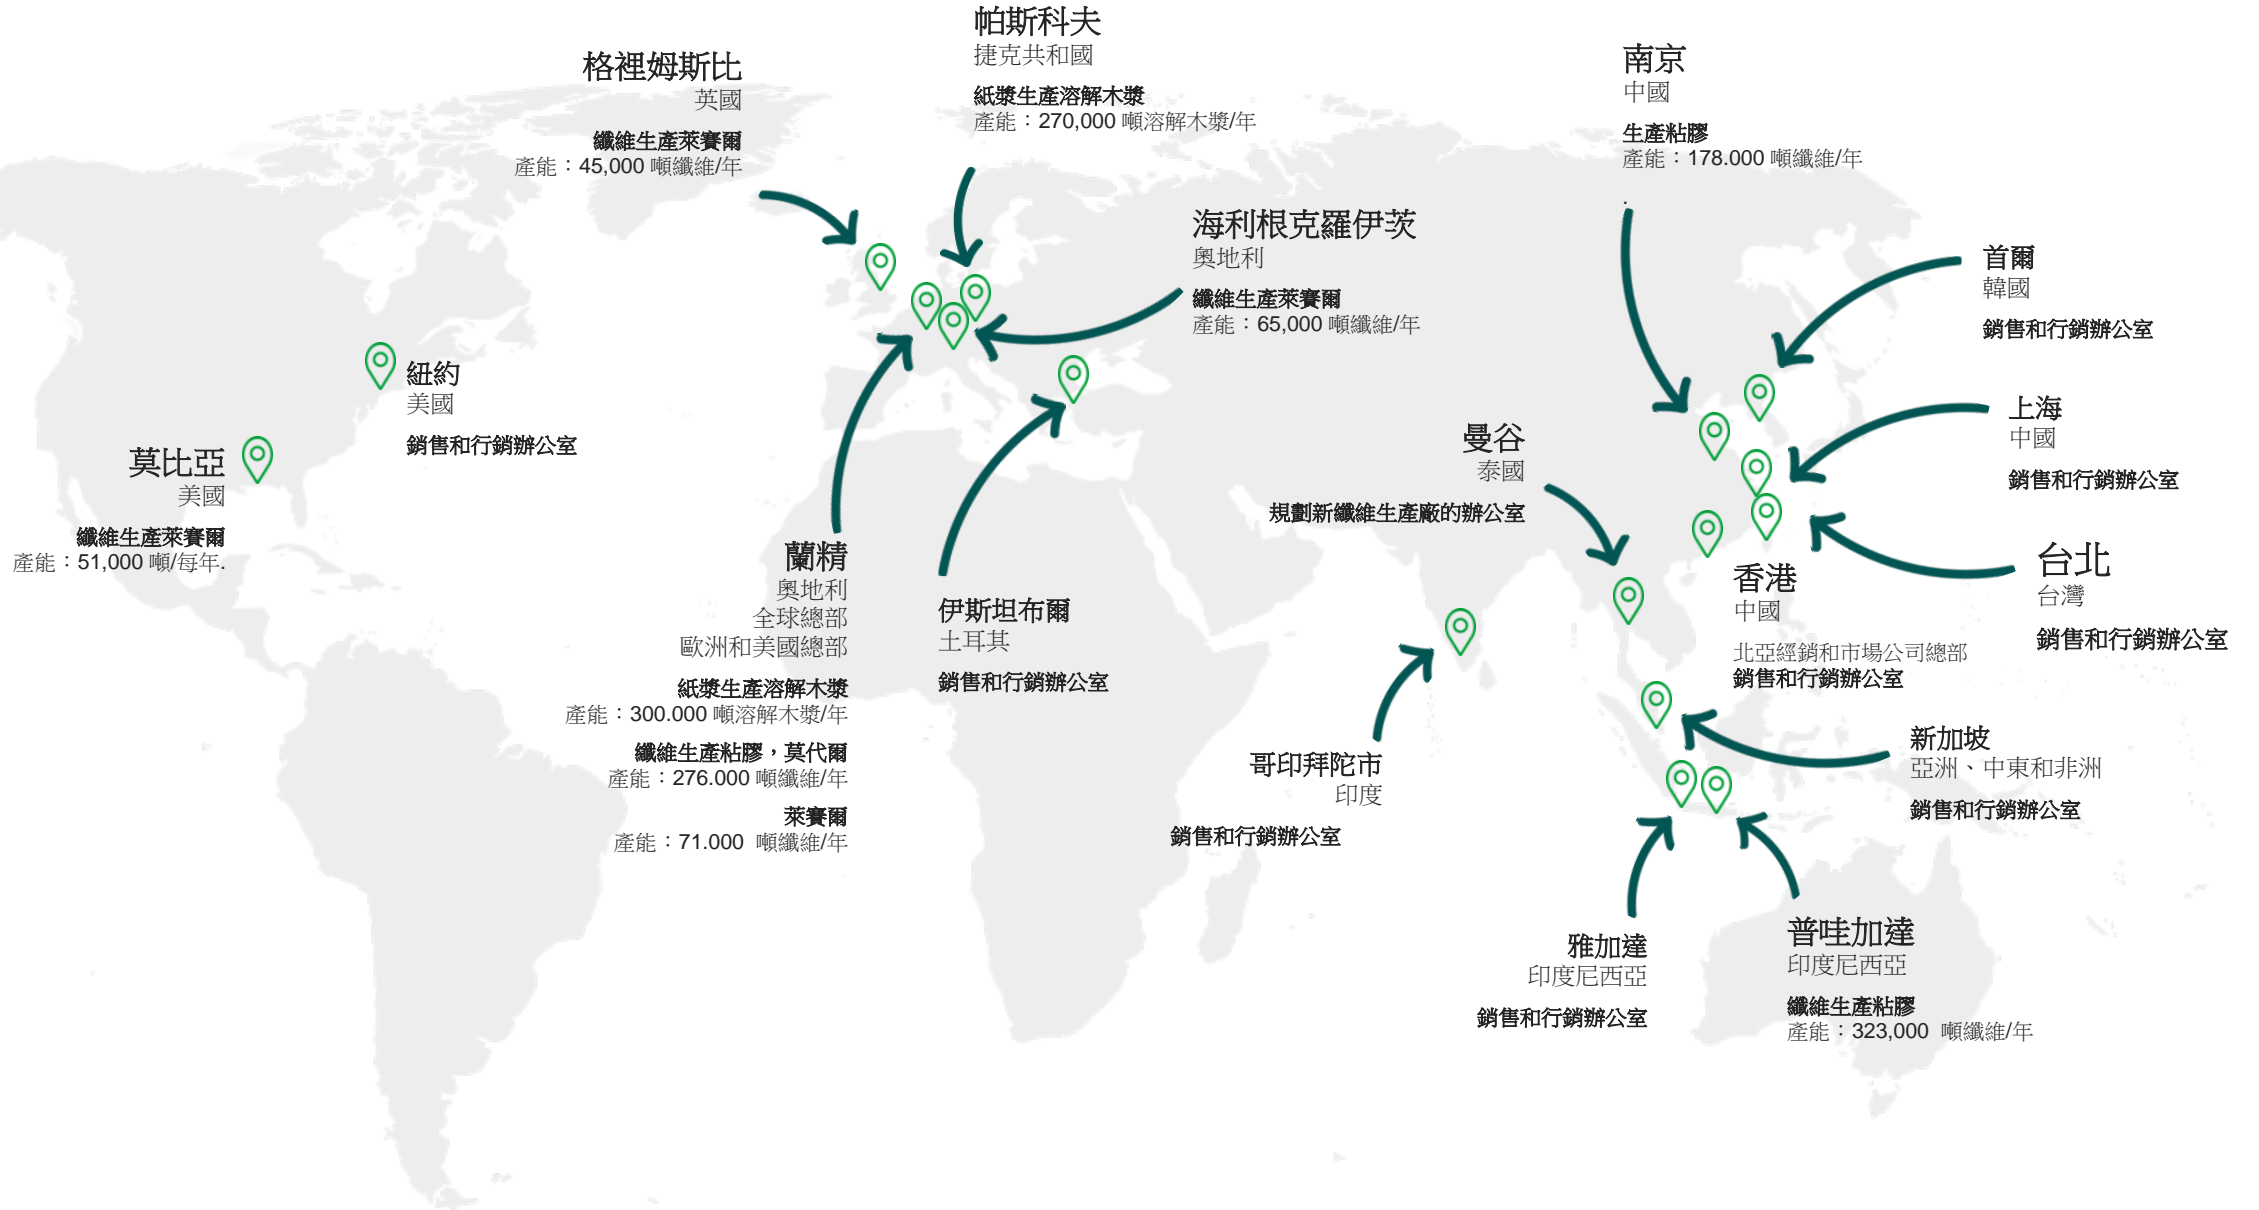 帕斯科夫
捷克共和國
紙漿生產溶解木漿
產能：270,000 噸溶解木漿/年
格裡姆斯比
英國
纖維生產萊賽爾
產能：45,000 噸纖維/年
南京
中國
生產粘膠
產能：178.000 噸纖維/年
.
海利根克羅伊茨
奧地利
纖維生產萊賽爾
產能：65,000 噸纖維/年
首爾
韓國
銷售和行銷辦公室
紐約
美國
銷售和行銷辦公室
上海
中國
銷售和行銷辦公室
莫比亞
美國
纖維生產萊賽爾
產能：51,000 噸/每年.
曼谷
泰國
規劃新纖維生產廠的辦公室
蘭精
奧地利
全球總部
歐洲和美國總部
紙漿生產溶解木漿
產能：300.000 噸溶解木漿/年
纖維生產粘膠，莫代爾
產能：276.000 噸纖維/年
萊賽爾
產能：71.000 噸纖維/年
伊斯坦布爾
土耳其
銷售和行銷辦公室
香港
中國
北亞經銷和市場公司總部
銷售和行銷辦公室
台北
台灣
銷售和行銷辦公室
哥印拜陀市
印度
銷售和行銷辦公室
新加坡
亞洲、中東和非洲
銷售和行銷辦公室
雅加達
印度尼西亞
銷售和行銷辦公室
普哇加達
印度尼西亞
纖維生產粘膠
產能：323,000 噸纖維/年